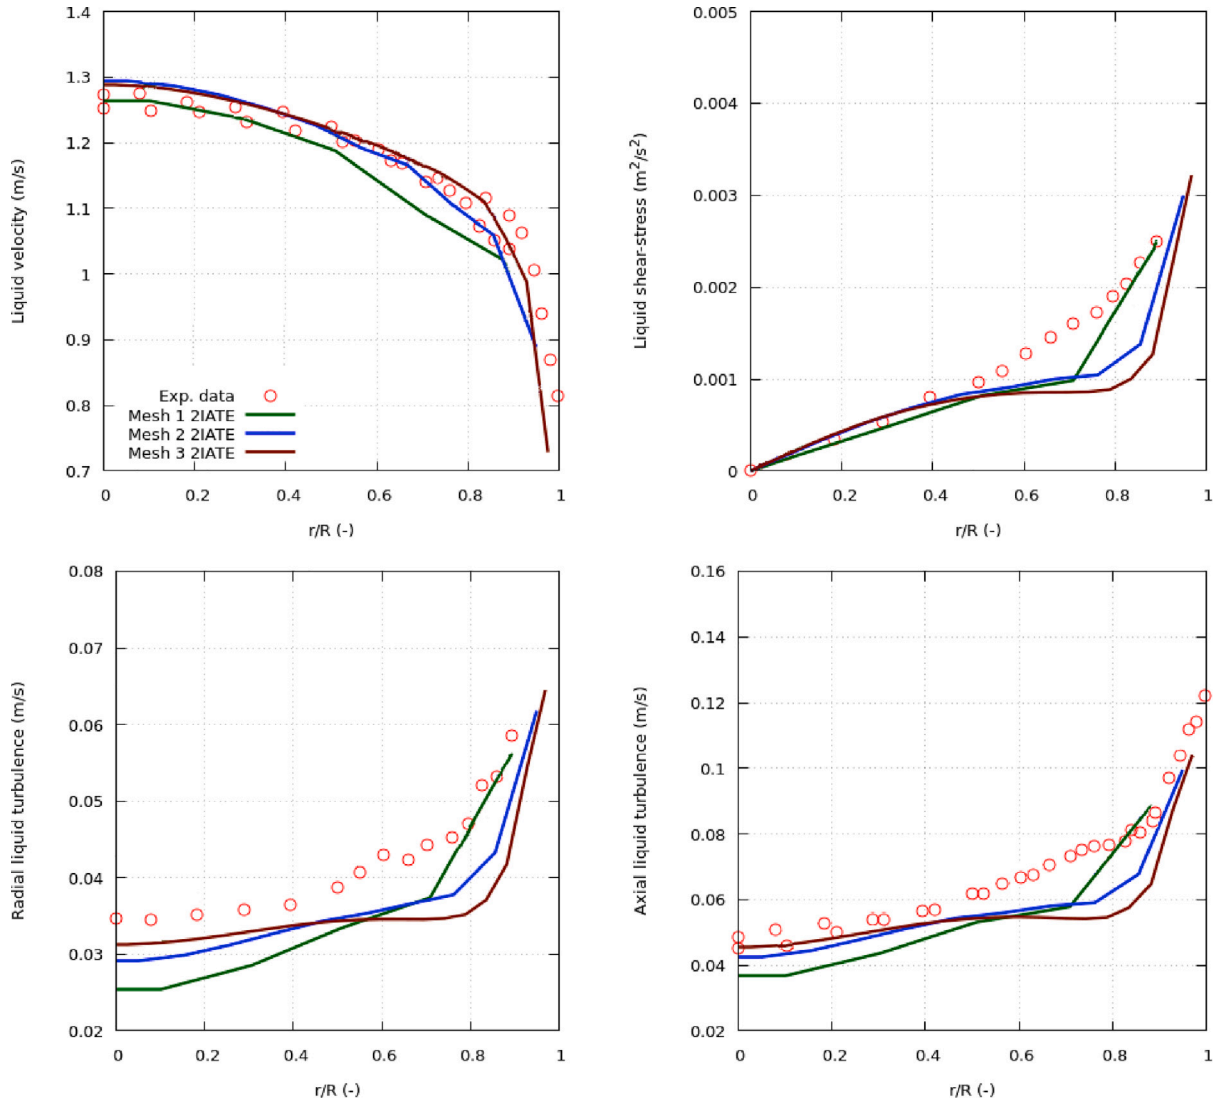 1.4
1.3
1.2
1.1
1
0.9
0.8
0.7
Liquid velocity (m/s)
Exp. data
Mesh 1 2IATE
Mesh 2 2IATE
Mesh 3 2IATE
0 0.2 0.4 0.6 0.8 1
r/R (-)
0.005
0.004
0.003
0.002
0.001
0
Liquid shear-stress (m²/s²)
0 0.2 0.4 0.6 0.8 1
r/R (-)
0.08
0.07
0.06
0.05
0.04
0.03
0.02
Radial liquid turbulence (m/s)
0 0.2 0.4 0.6 0.8 1
r/R (-)
0.16
0.14
0.12
0.1
0.08
0.06
0.04
0.02
Axial liquid turbulence (m/s)
0 0.2 0.4 0.6 0.8 1
r/R (-)